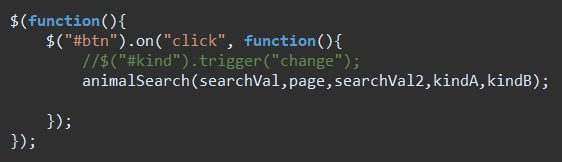 $(function(){
    $("#btn").on("click", function(){
        //$("#kind").trigger("change");
        animalSearch(searchVal,page,searchVal2,kindA,kindB);

    });
});